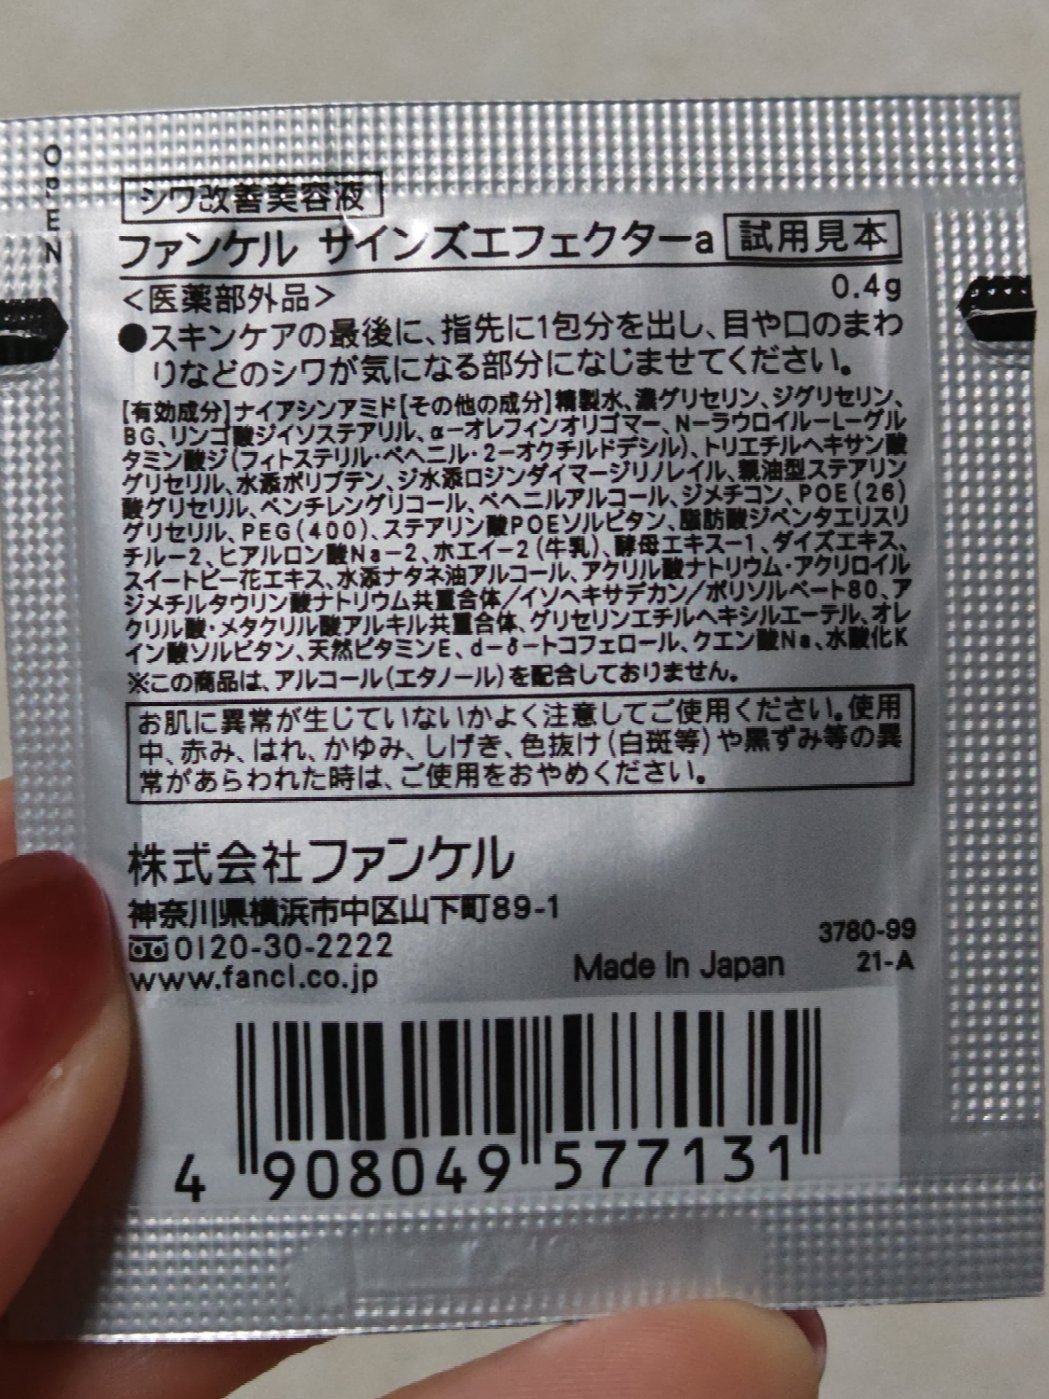 OPEN
シワ改善美容液
ファンケル サインズエフェクターa 試用見本
<医薬部外品> 0.4g
●スキンケアの最後に、指先に1包分を出し、目や口のまわ
りなどのシワが気になる部分になじませてください。
【有効成分】ナイアシンアミド【その他の成分】精製水、濃グリセリン、ジグリセリン、
BG、リンゴ酸ジイソステアリル、α-オレフィンオリゴマー、N-ラウロイル-L-グル
タミン酸ジ(フィトステリル・ベヘニル・2-オクチルドデシル)、トリエチルヘキサン酸
グリセリル、水添ポリブテン、ジ水添ロジンダイマージリノレイル、親油型ステアリン
酸グリセリル、ペンチレングリコール、ベヘニルアルコール、ジメチコン、POE(26)
グリセリル、PEG(400)、ステアリン酸POEソルビタン、脂肪酸ジペンタエリスリ
チル-2、ヒアルロン酸Na-2、ホエイ-2(牛乳)、酵母エキス-1、ダイズエキス、
スイートピー花エキス、水添ナタネ油アルコール、アクリル酸ナトリウム・アクリロイル
ジメチルタウリン酸ナトリウム共重合体/イソヘキサデカン/ポリソルベート80、ア
クリル酸・メタクリル酸アルキル共重合体、グリセリンエチルヘキシルエーテル、オレ
イン酸ソルビタン、天然ビタミンE、d-δ-トコフェロール、クエン酸Na、水酸化K
※この商品は、アルコール(エタノール)を配合しておりません。
お肌に異常が生じていないかよく注意してご使用ください。使用
中、赤み、はれ、かゆみ、しげき、色抜け(白斑等)や黒ずみ等の異
常があらわれた時は、ご使用をおやめください。
株式会社ファンケル
神奈川県横浜市中区山下町89-1
0120-30-2222 3780-99
www.fancl.co.jp Made In Japan 21-A
4 908049 577131